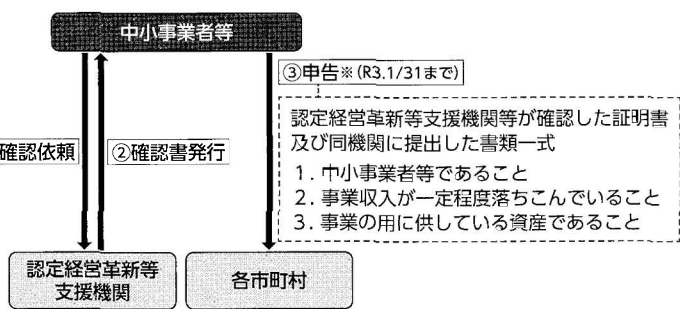 中小事業者等
③申告※(R3.1/31まで)
認定経営革新等支援機関等が確認した証明書
及び同機関に提出した書類一式
1.中小事業者等であること
2.事業収入が一定程度落ちこんでいること
3.事業の用に供している資産であること
確認依頼
②確認書発行
認定経営革新等
支援機関
各市町村